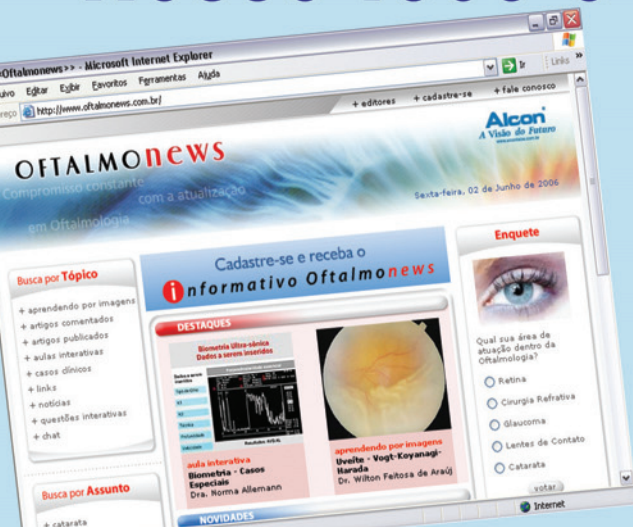 Oftalmonews>> - Microsoft Internet Explorer
Editar Exibir Favoritos Ferramentas Ajuda
http://www.oftalmonews.com.br/
Ir
Links
+ editores + cadastre-se + fale conosco
Alcon
A Visão do Futuro
OFTALMOnews
Compromisso constante
com a atualização
em Oftalmologia
Sexta-feira, 02 de Junho de 2006
Busca por Tópico
+ aprendendo por imagens
+ artigos comentados
+ artigos publicados
+ aulas interativas
+ casos clínicos
+ links
+ notícias
+ questões interativas
+ chat
Busca por Assunto
+ catarata
Cadastre-se e receba o
informativo Oftalmonews
DESTAQUES
Biometria Ultra-sônica
Dados a serem inseridos
aula interativa
Biometria - Casos
Especiais
Dra. Norma Allemann
aprendendo por imagens
Uveíte - Vogt-Koyanagi-
Harada
Dr. Wilton Feitosa de Araúj
NOVIDADES
Enquete
Qual sua área de
atuação dentro da
Oftalmologia?
Retina
Cirurgia Refrativa
Glaucoma
Lentes de Contato
Catarata
votar
Internet